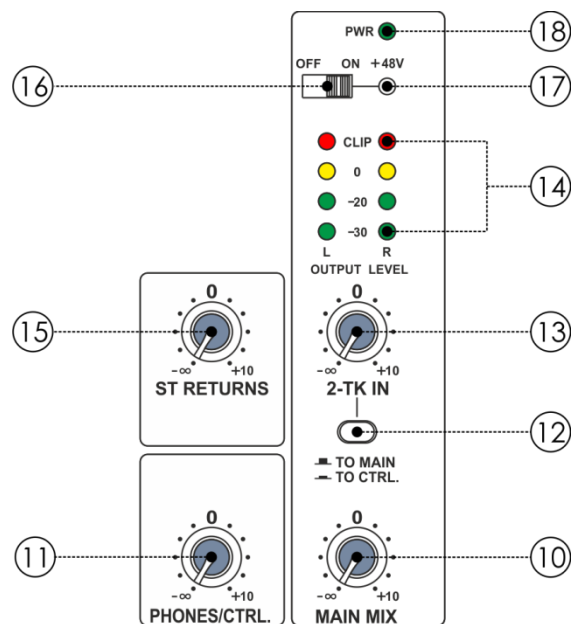 PWR
18
16
OFF ON +48V
17
CLIP
0
14
-20
-30
L R
OUTPUT LEVEL
0 0
15
13
-∞ +10 -∞ +10
ST RETURNS 2-TK IN
12
TO MAIN
TO CTRL.
0 0
11
10
-∞ +10 -∞ +10
PHONES/CTRL. MAIN MIX